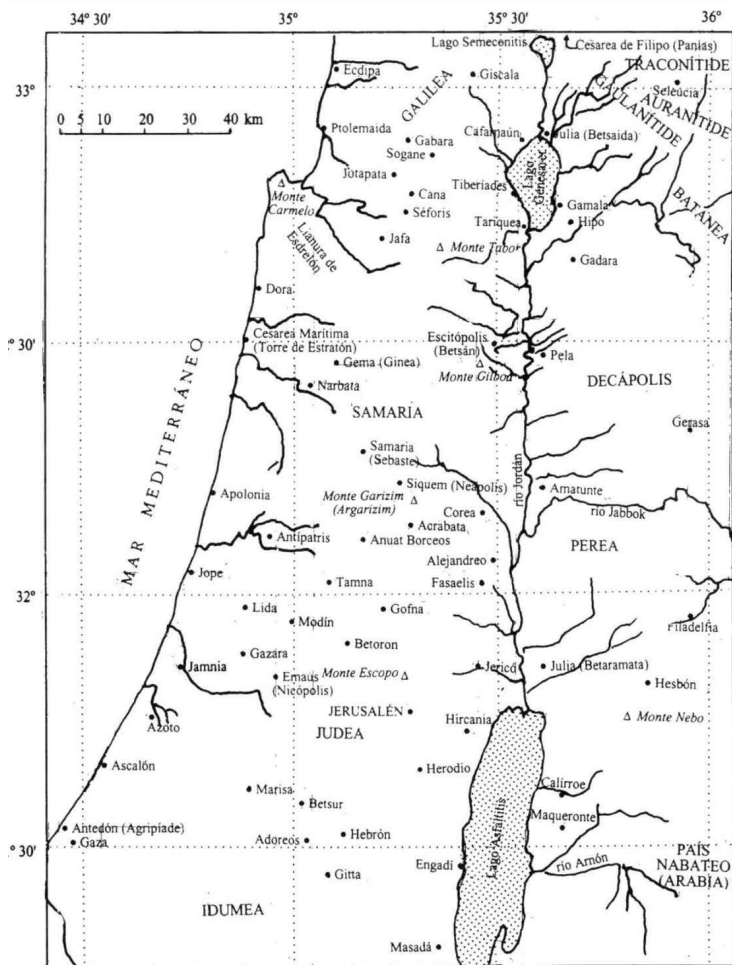 34° 30'
35°
35° 30'
36°
Lago Semeconitis
Cesarea de Filipo (Panias)
TRACONÍTIDE
33°
Ecdipa
Giscala
Seleucia
GALILEA
GAULANÍTIDE
AURANÍTIDE
0 10 20 30 40 km
Ptolemaida
Gabara
Cafarnaún
Julia (Betsaida)
Sogane
Jotapata
Lago Genesaret
BATANEA
Monte Carmelo
Cana
Tiberíades
Séforis
Gamala
Tariquea
Hipo
Llanura de Esdrelón
Jafa
Monte Tabor
Gadara
Dora
° 30'
Cesarea Marítima
(Torre de Estratón)
Escitópolis
(Betsán)
Pela
Gema (Ginea)
Monte Gilboa
Narbata
DECÁPOLIS
MAR MEDITERRÁNEO
SAMARIA
Gerasa
Samaria
(Sebaste)
río Jordán
Siquem (Neápolis)
Amatunte
Apolonia
Monte Garizim
(Argarizim)
Corea
río Jabbok
Acrabata
Antípatris
Anuat Borceos
PEREA
Alejandreo
Jope
Tamna
Fasaelis
32°
Lida
Gofna
Filadelfia
Modín
Betoron
Gazara
Jamnia
Emaus
(Nicópolis)
Monte Escopo
Jericó
Julia (Betaramata)
Hesbón
JERUSALÉN
Monte Nebo
Azoto
JUDEA
Hircania
Ascalón
Herodio
Calírroe
Marisa
Betsur
Maqueronte
Lago Asfaltitis
Antedón (Agripíade)
Gaza
Adoreos
Hebrón
° 30'
Engadí
río Arnón
PAÍS
NABATEO
(ARABIA)
Gitta
IDUMEA
Masadá